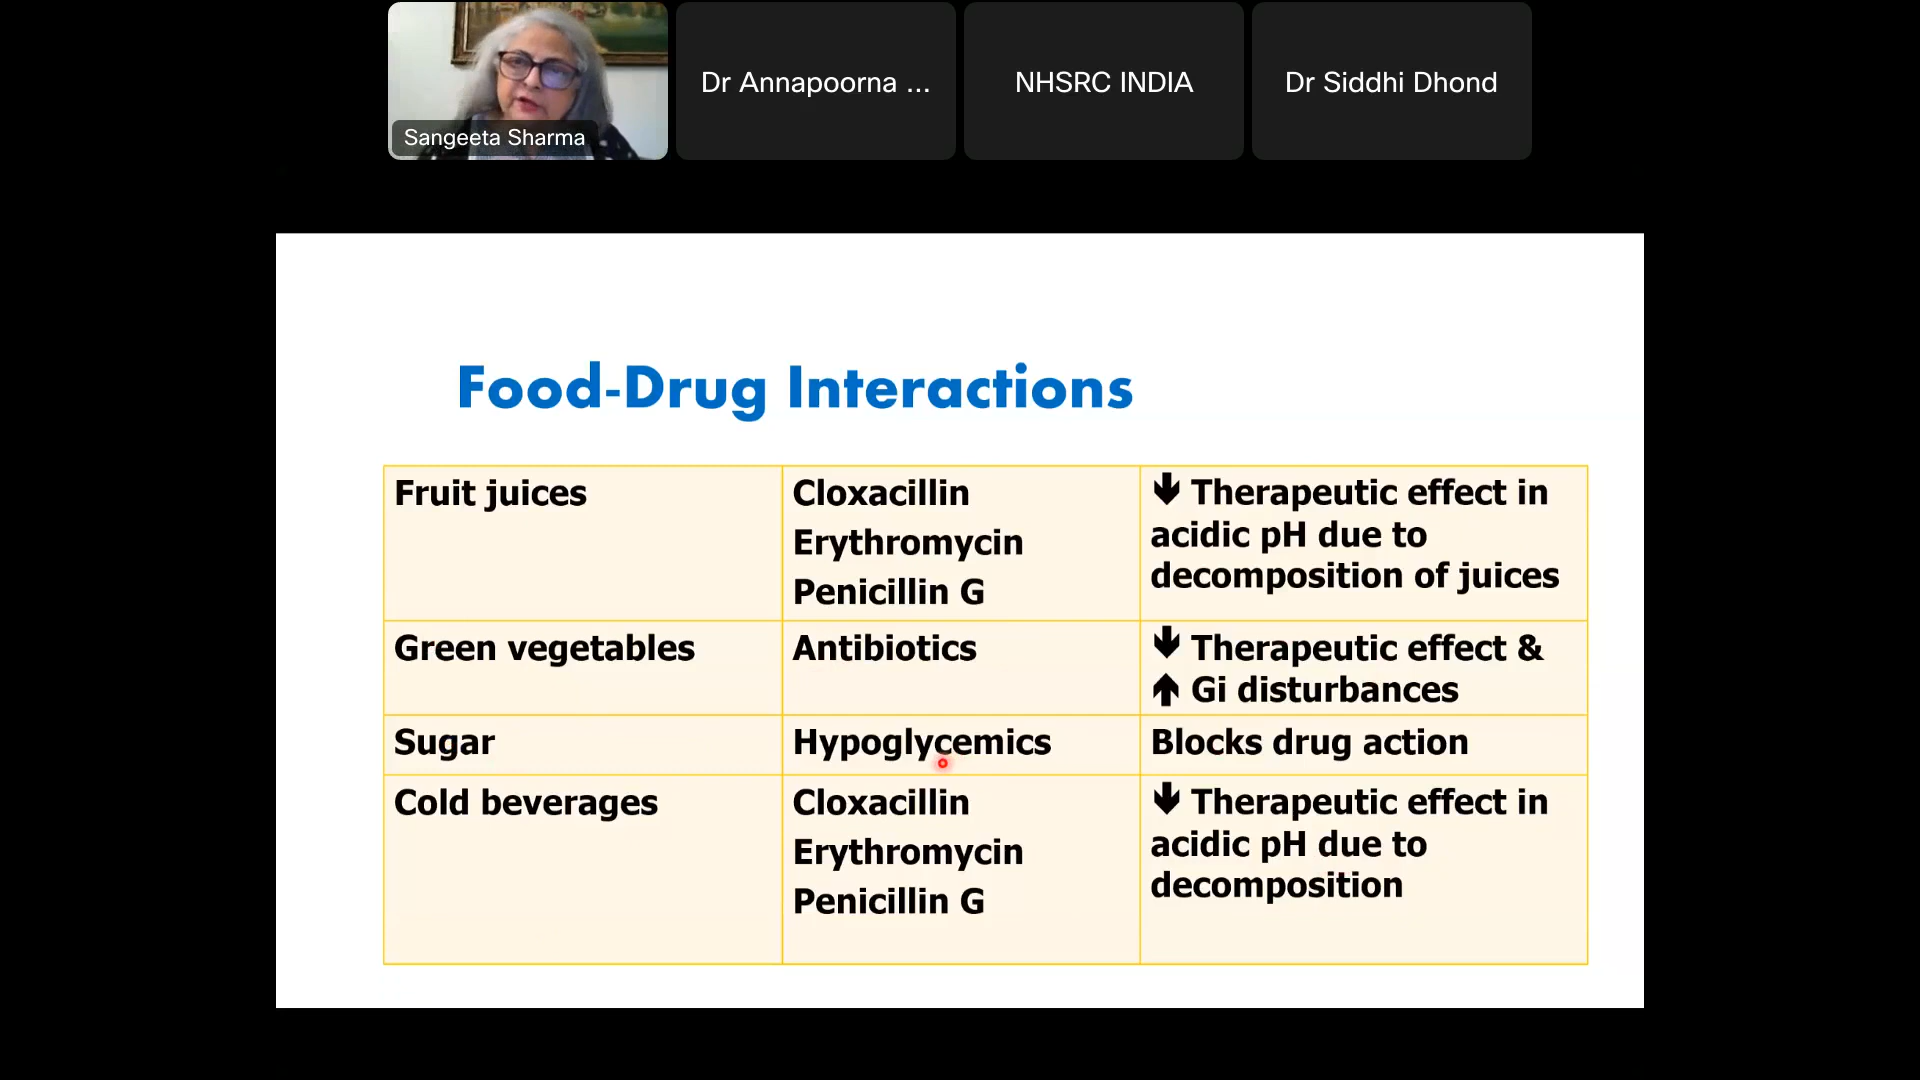 Sangeeta Sharma
Dr Annapoorna ...
NHSRC INDIA
Dr Siddhi Dhond
Food-Drug Interactions
Fruit juices
Cloxacillin
Erythromycin
Penicillin G
🡻 Therapeutic effect in
acidic pH due to
decomposition of juices
Green vegetables
Antibiotics
🡻 Therapeutic effect &
🡹 Gi disturbances
Sugar
Hypoglycemics
Blocks drug action
Cold beverages
Cloxacillin
Erythromycin
Penicillin G
🡻 Therapeutic effect in
acidic pH due to
decomposition